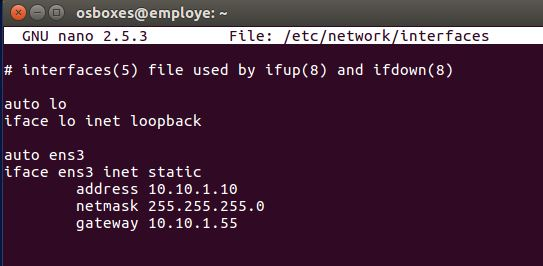 osboxes@employe: ~
GNU nano 2.5.3 File: /etc/network/interfaces
# interfaces(5) file used by ifup(8) and ifdown(8)
auto lo
iface lo inet loopback
auto ens3
iface ens3 inet static
address 10.10.1.10
netmask 255.255.255.0
gateway 10.10.1.55